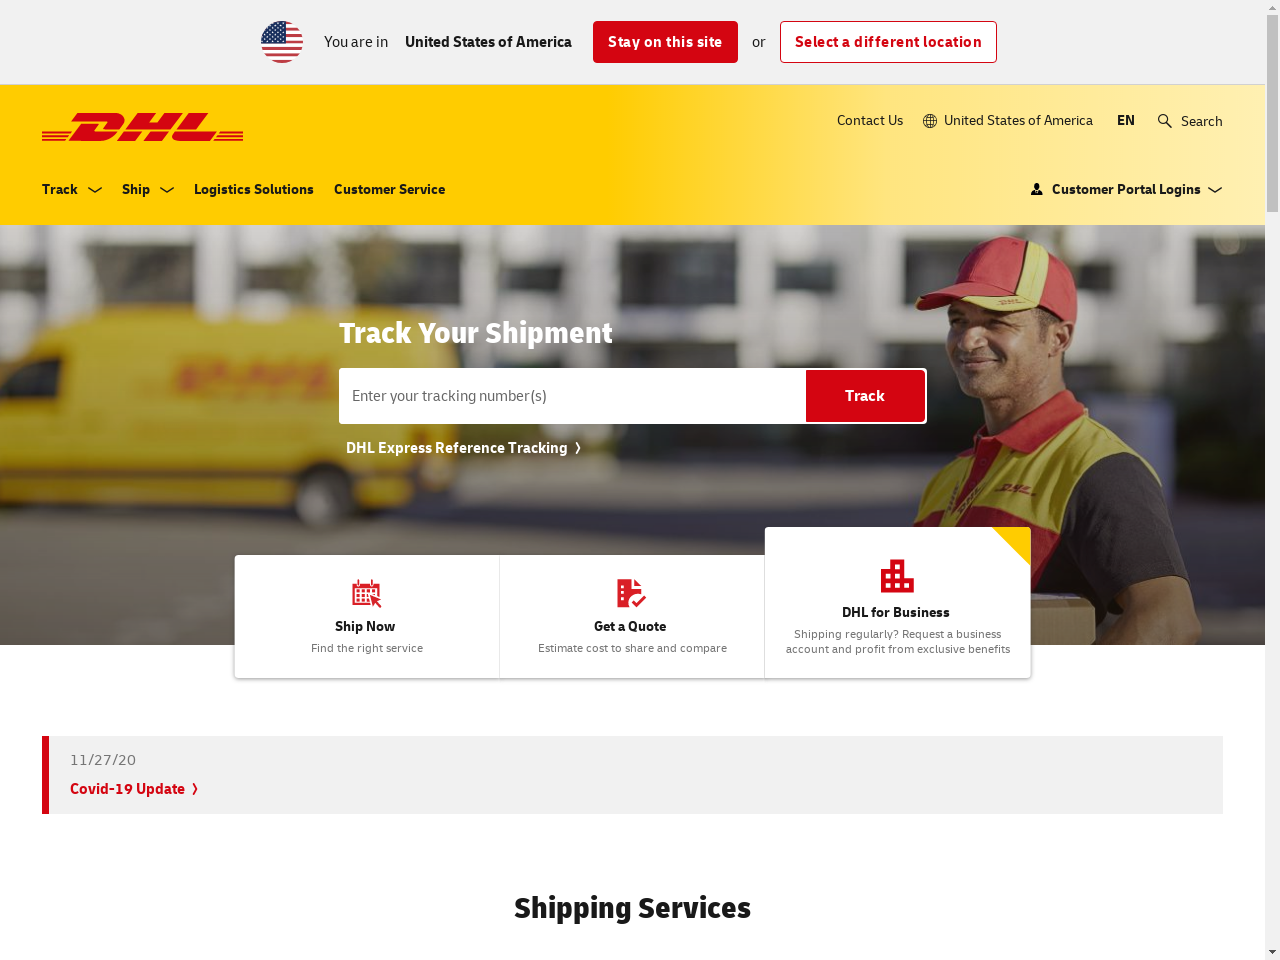 You are in United States of America Stay on this site or Select a different location
DHL
Contact Us United States of America EN Search
Track Ship Logistics Solutions Customer Service Customer Portal Logins
Track Your Shipment
Enter your tracking number(s) Track
DHL Express Reference Tracking
Ship Now
Find the right service
Get a Quote
Estimate cost to share and compare
DHL for Business
Shipping regularly? Request a business
account and profit from exclusive benefits
11/27/20
Covid-19 Update
Shipping Services